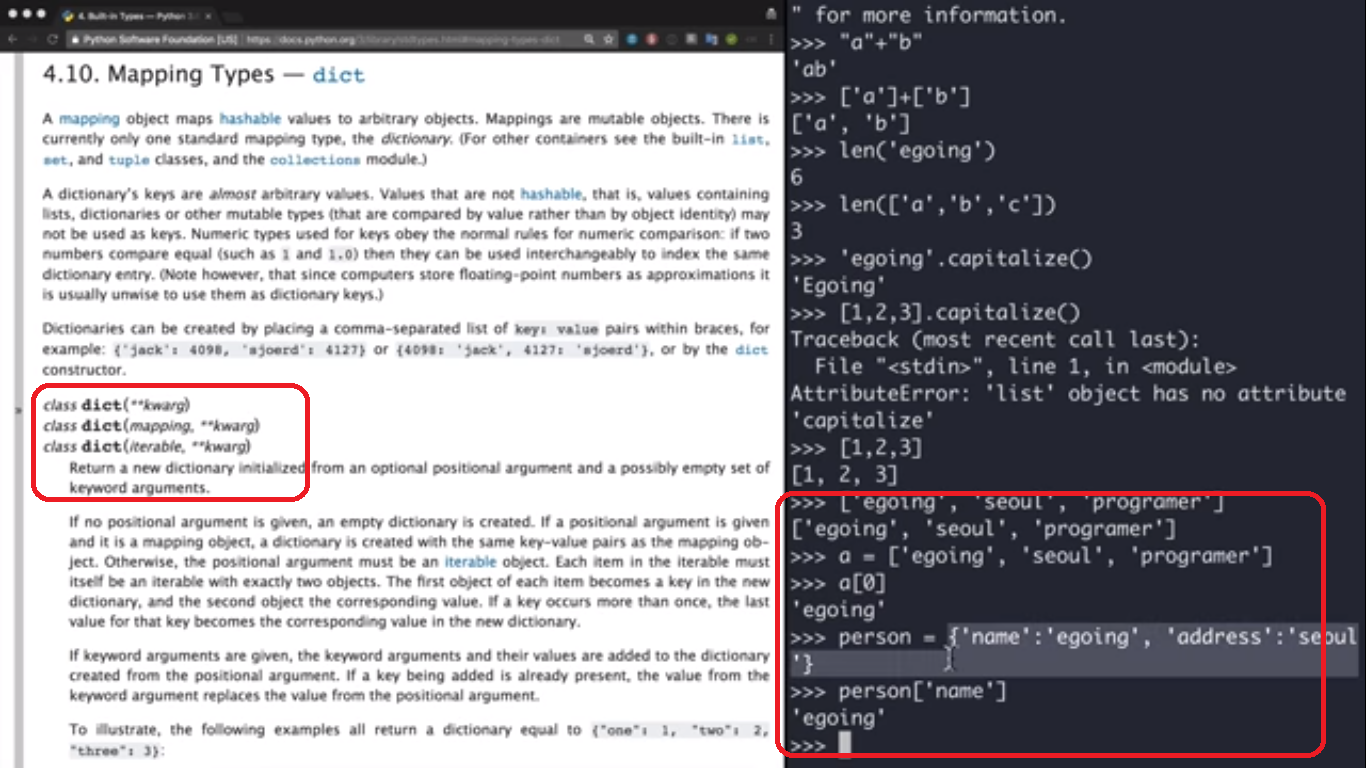 4. Built-in Types — Python 3.
Python Software Foundation [US]
https://docs.python.org/3/library/stdtypes.html#mapping-types-dict
4.10. Mapping Types — dict
A mapping object maps hashable values to arbitrary objects. Mappings are mutable objects. There is
currently only one standard mapping type, the dictionary. (For other containers see the built-in list,
set, and tuple classes, and the collections module.)
A dictionary's keys are almost arbitrary values. Values that are not hashable, that is, values containing
lists, dictionaries or other mutable types (that are compared by value rather than by object identity) may
not be used as keys. Numeric types used for keys obey the normal rules for numeric comparison: if two
numbers compare equal (such as 1 and 1.0) then they can be used interchangeably to index the same
dictionary entry. (Note however, that since computers store floating-point numbers as approximations it
is usually unwise to use them as dictionary keys.)
Dictionaries can be created by placing a comma-separated list of key: value pairs within braces, for
example: {'jack': 4098, 'sjoerd': 4127} or {4098: 'jack', 4127: 'sjoerd'}, or by the dict
constructor.
class dict(**kwarg)
class dict(mapping, **kwarg)
class dict(iterable, **kwarg)
Return a new dictionary initialized from an optional positional argument and a possibly empty set of
keyword arguments.
If no positional argument is given, an empty dictionary is created. If a positional argument is given
and it is a mapping object, a dictionary is created with the same key-value pairs as the mapping ob-
ject. Otherwise, the positional argument must be an iterable object. Each item in the iterable must
itself be an iterable with exactly two objects. The first object of each item becomes a key in the new
dictionary, and the second object the corresponding value. If a key occurs more than once, the last
value for that key becomes the corresponding value in the new dictionary.
If keyword arguments are given, the keyword arguments and their values are added to the dictionary
created from the positional argument. If a key being added is already present, the value from the
keyword argument replaces the value from the positional argument.
To illustrate, the following examples all return a dictionary equal to {"one": 1, "two": 2,
"three": 3}:
" for more information.
>>> "a"+"b"
'ab'
>>> ['a']+['b']
['a', 'b']
>>> len('egoing')
6
>>> len(['a','b','c'])
3
>>> 'egoing'.capitalize()
'Egoing'
>>> [1,2,3].capitalize()
Traceback (most recent call last):
File "<stdin>", line 1, in <module>
AttributeError: 'list' object has no attribute
'capitalize'
>>> [1,2,3]
[1, 2, 3]
>>> ['egoing', 'seoul', 'programer']
['egoing', 'seoul', 'programer']
>>> a = ['egoing', 'seoul', 'programer']
>>> a[0]
'egoing'
>>> person = {'name':'egoing', 'address':'seoul
'}
>>> person['name']
'egoing'
>>>